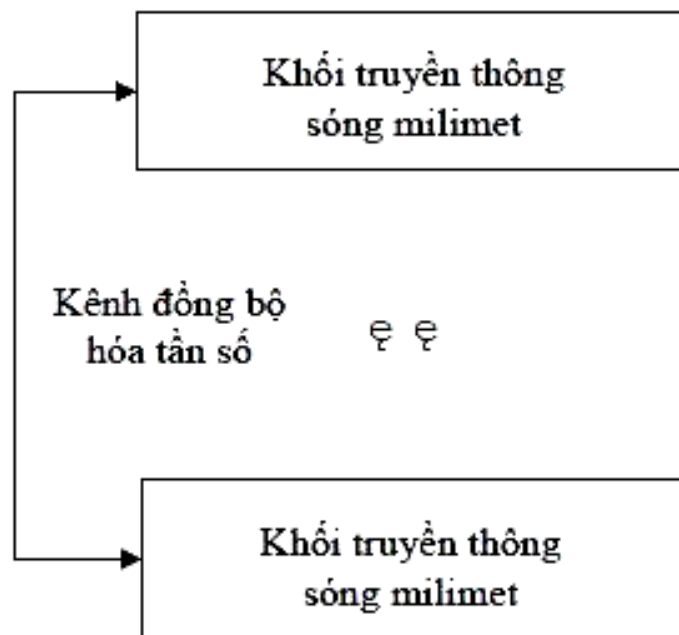 Khối truyền thông
sóng milimet
Kênh đồng bộ
hóa tần số
ę ę
Khối truyền thông
sóng milimet